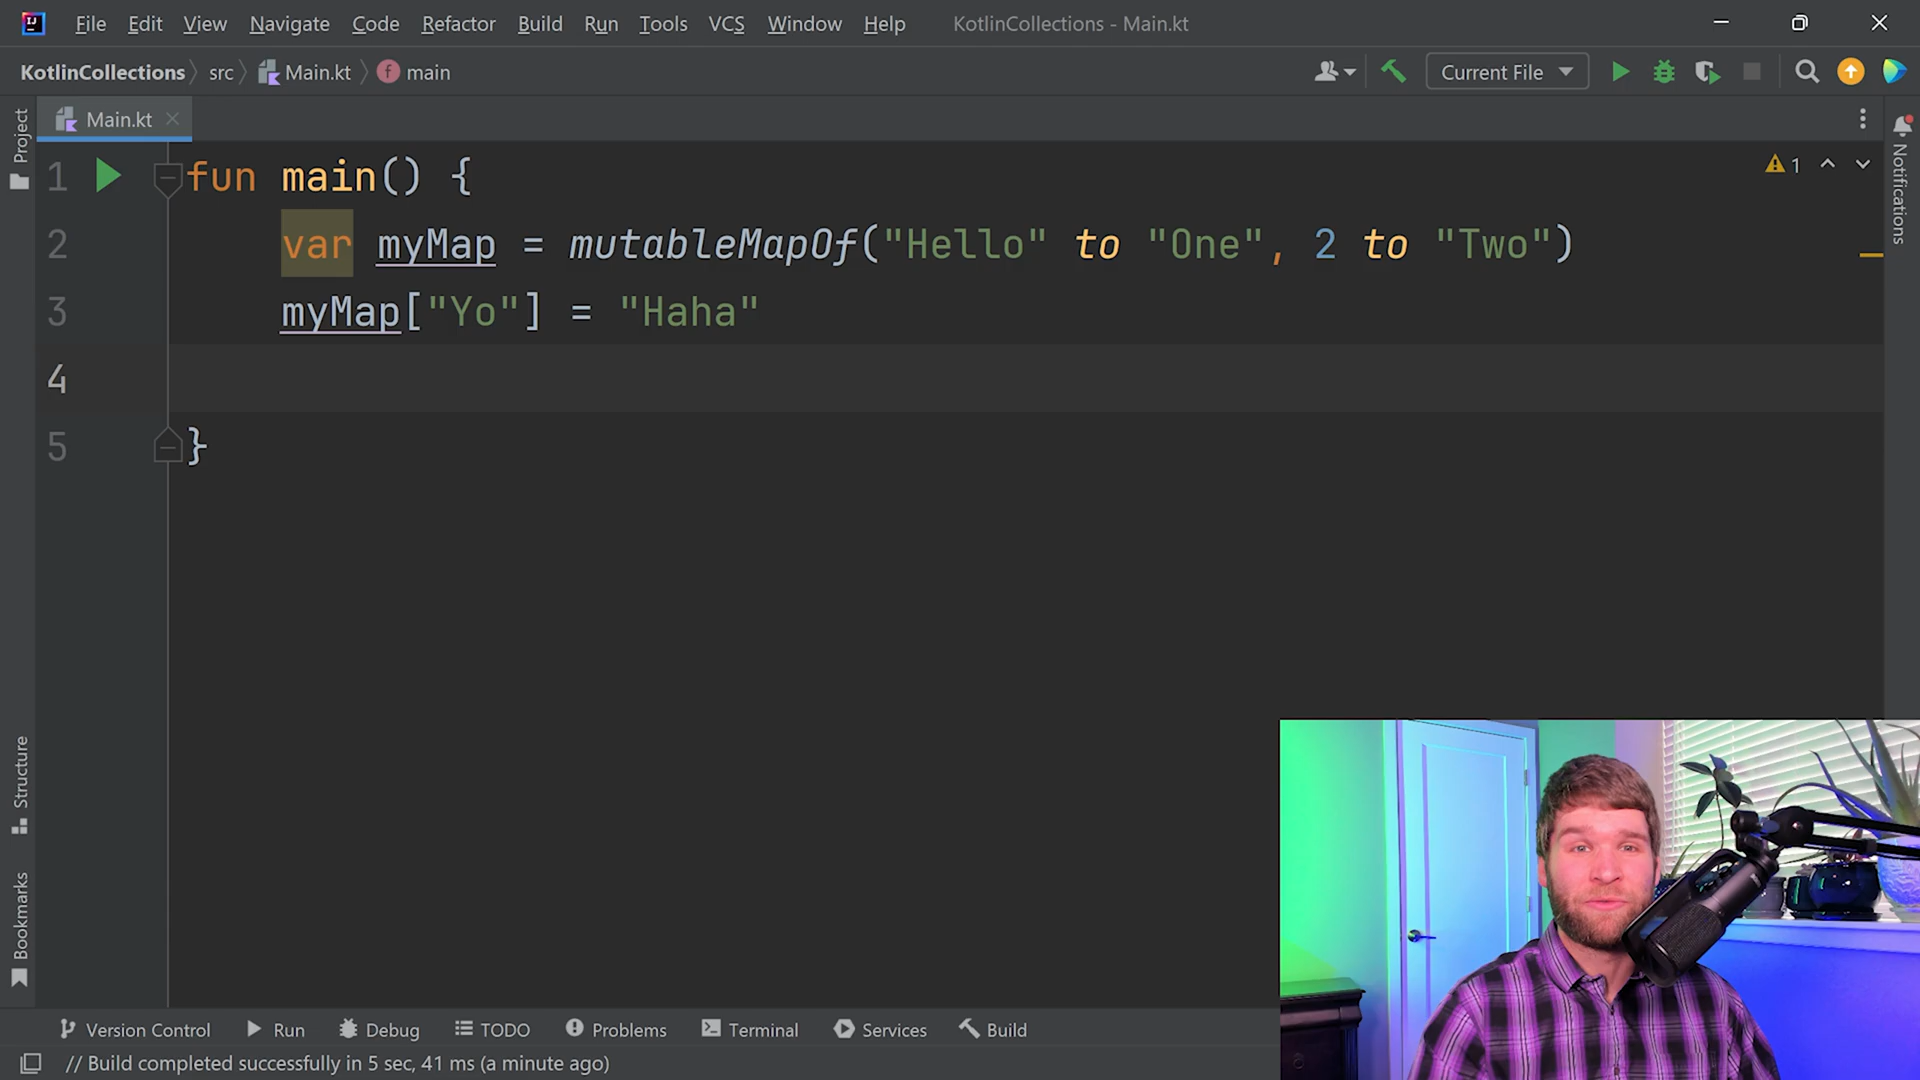 File Edit View Navigate Code Refactor Build Run Tools VCS Window Help KotlinCollections - Main.kt
KotlinCollections src Main.kt f main Current File
Project
Main.kt
1 fun main() {
2 var myMap = mutableMapOf("Hello" to "One", 2 to "Two")
3 myMap["Yo"] = "Haha"
4
5 }
1
Notifications
Structure
Bookmarks
Version Control Run Debug TODO Problems Terminal Services Build
// Build completed successfully in 5 sec, 41 ms (a minute ago)